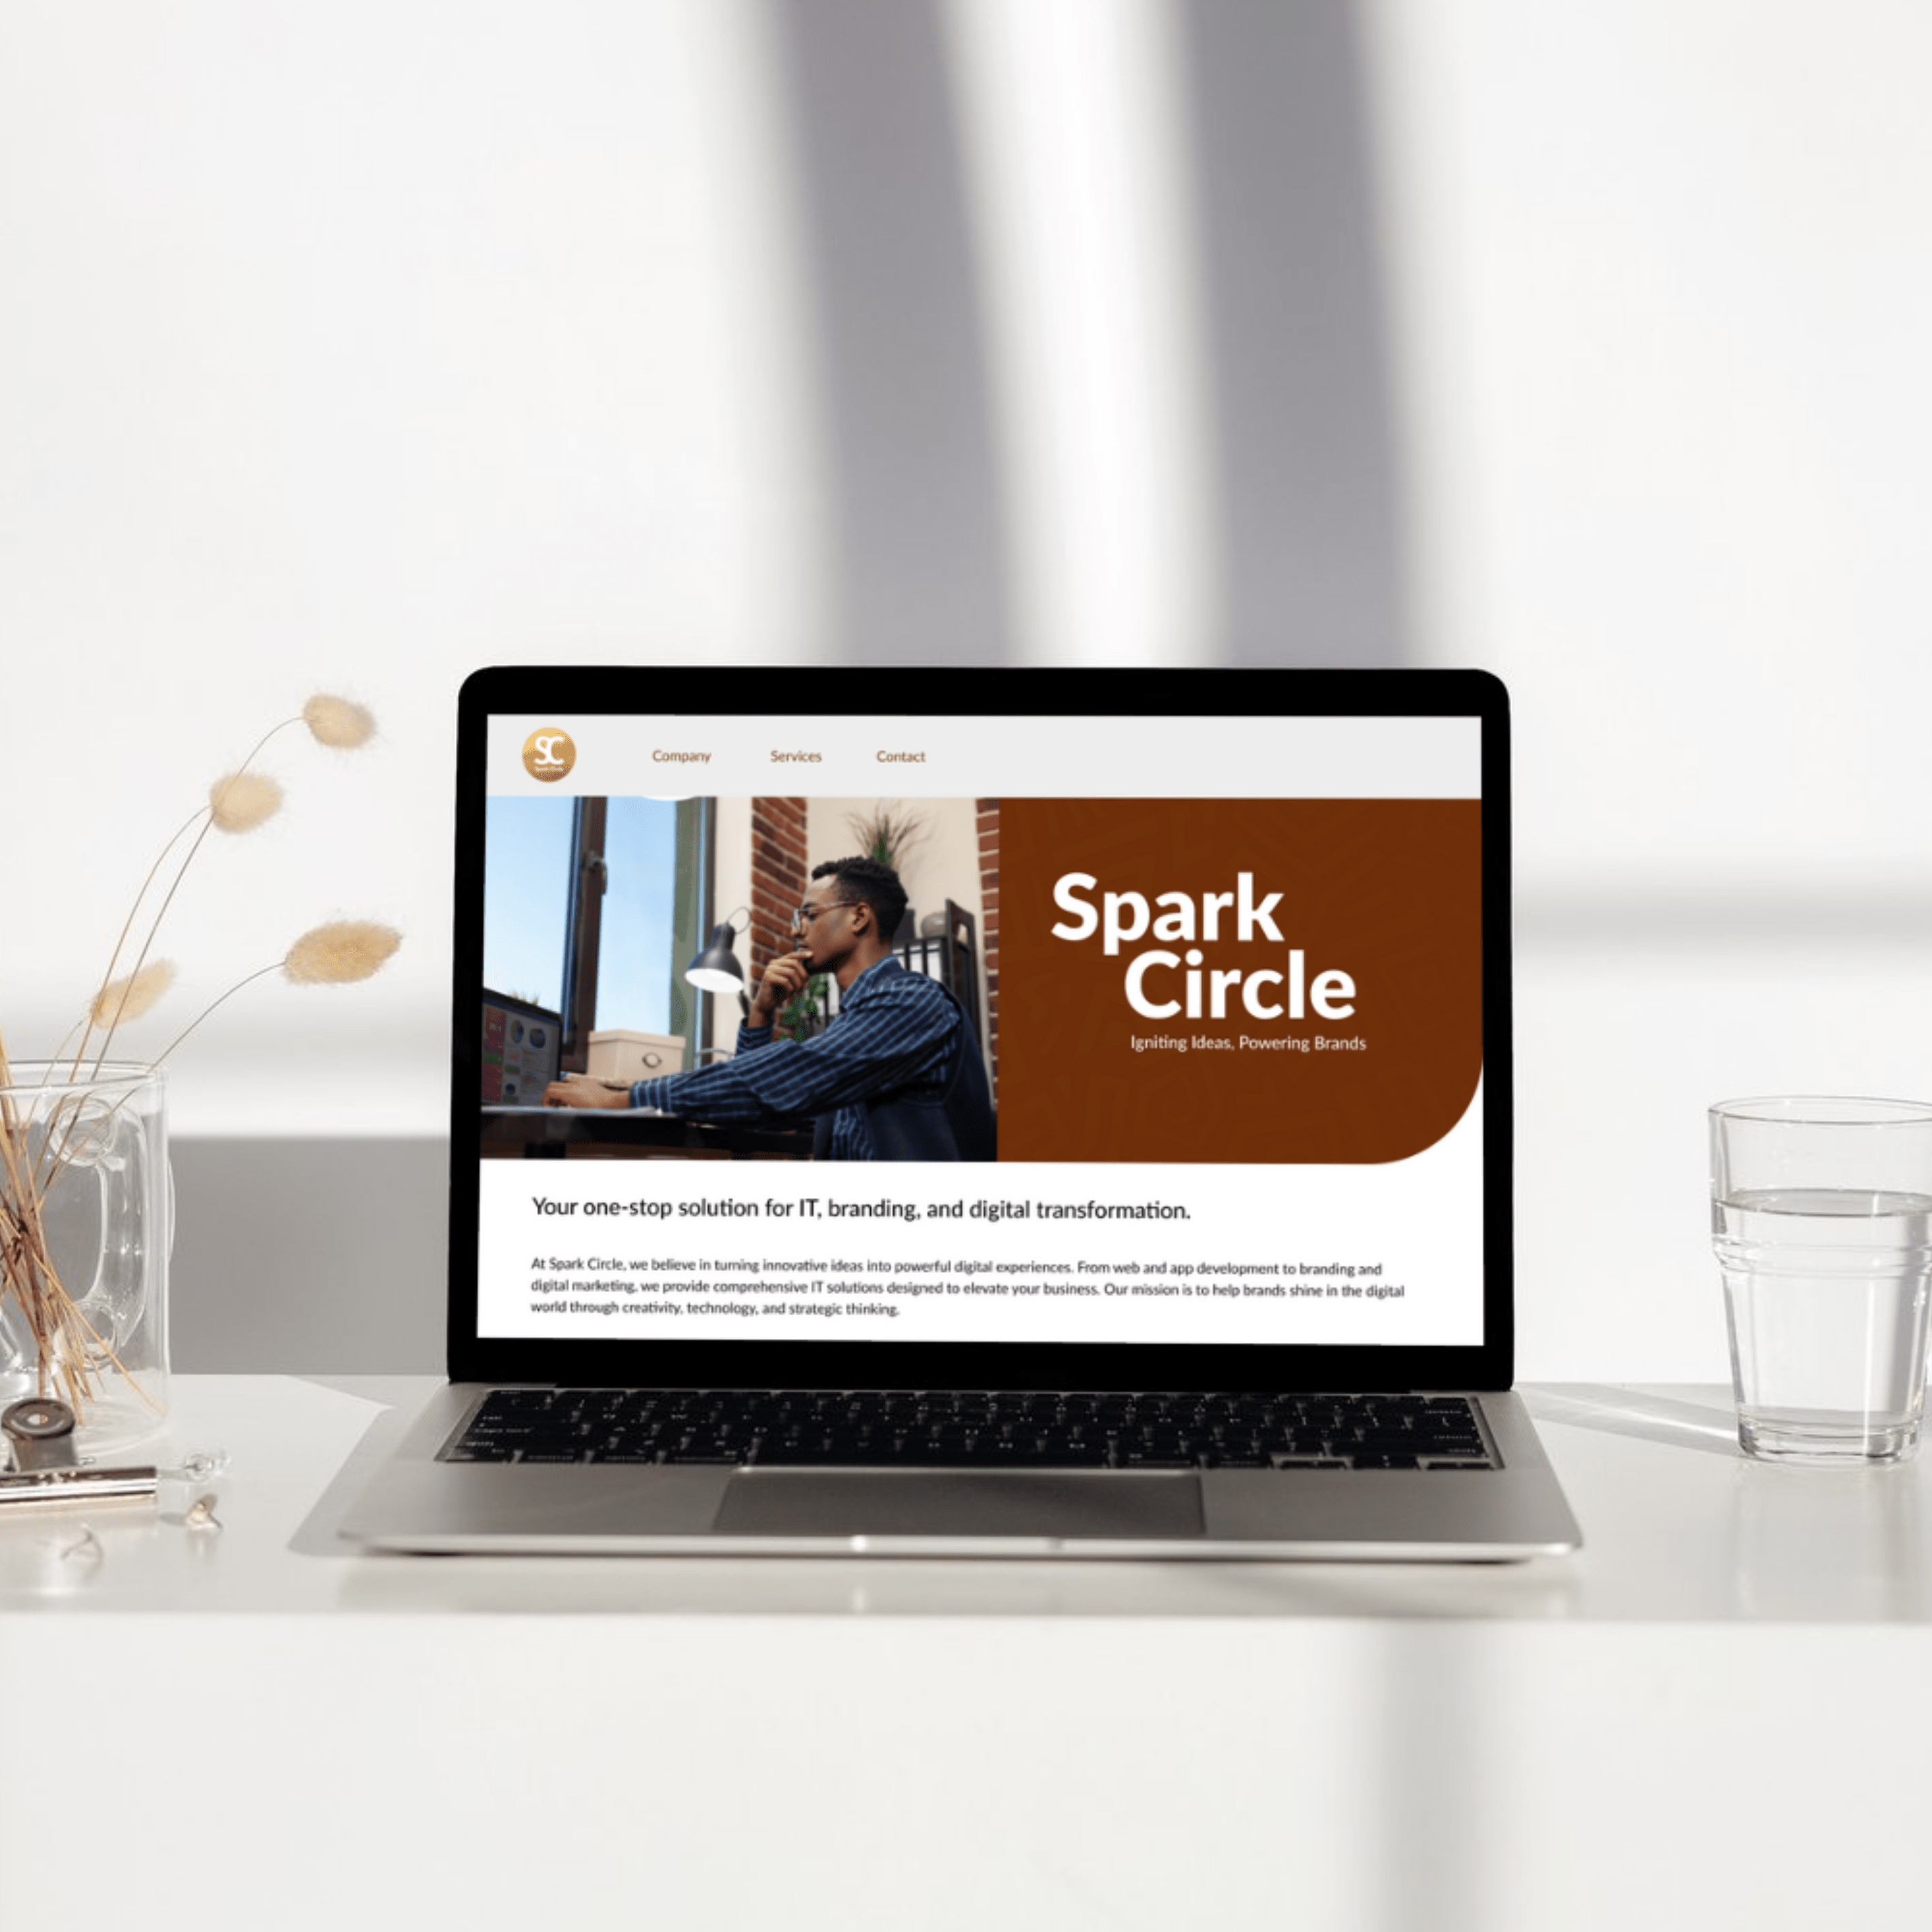 SC
Company Services Contact
Spark
Circle
Igniting Ideas, Powering Brands
Your one-stop solution for IT, branding, and digital transformation.
At Spark Circle, we believe in turning innovative ideas into powerful digital experiences. From web and app development to branding and
digital marketing, we provide comprehensive IT solutions designed to elevate your business. Our mission is to help brands shine in the digital
world through creativity, technology, and strategic thinking.